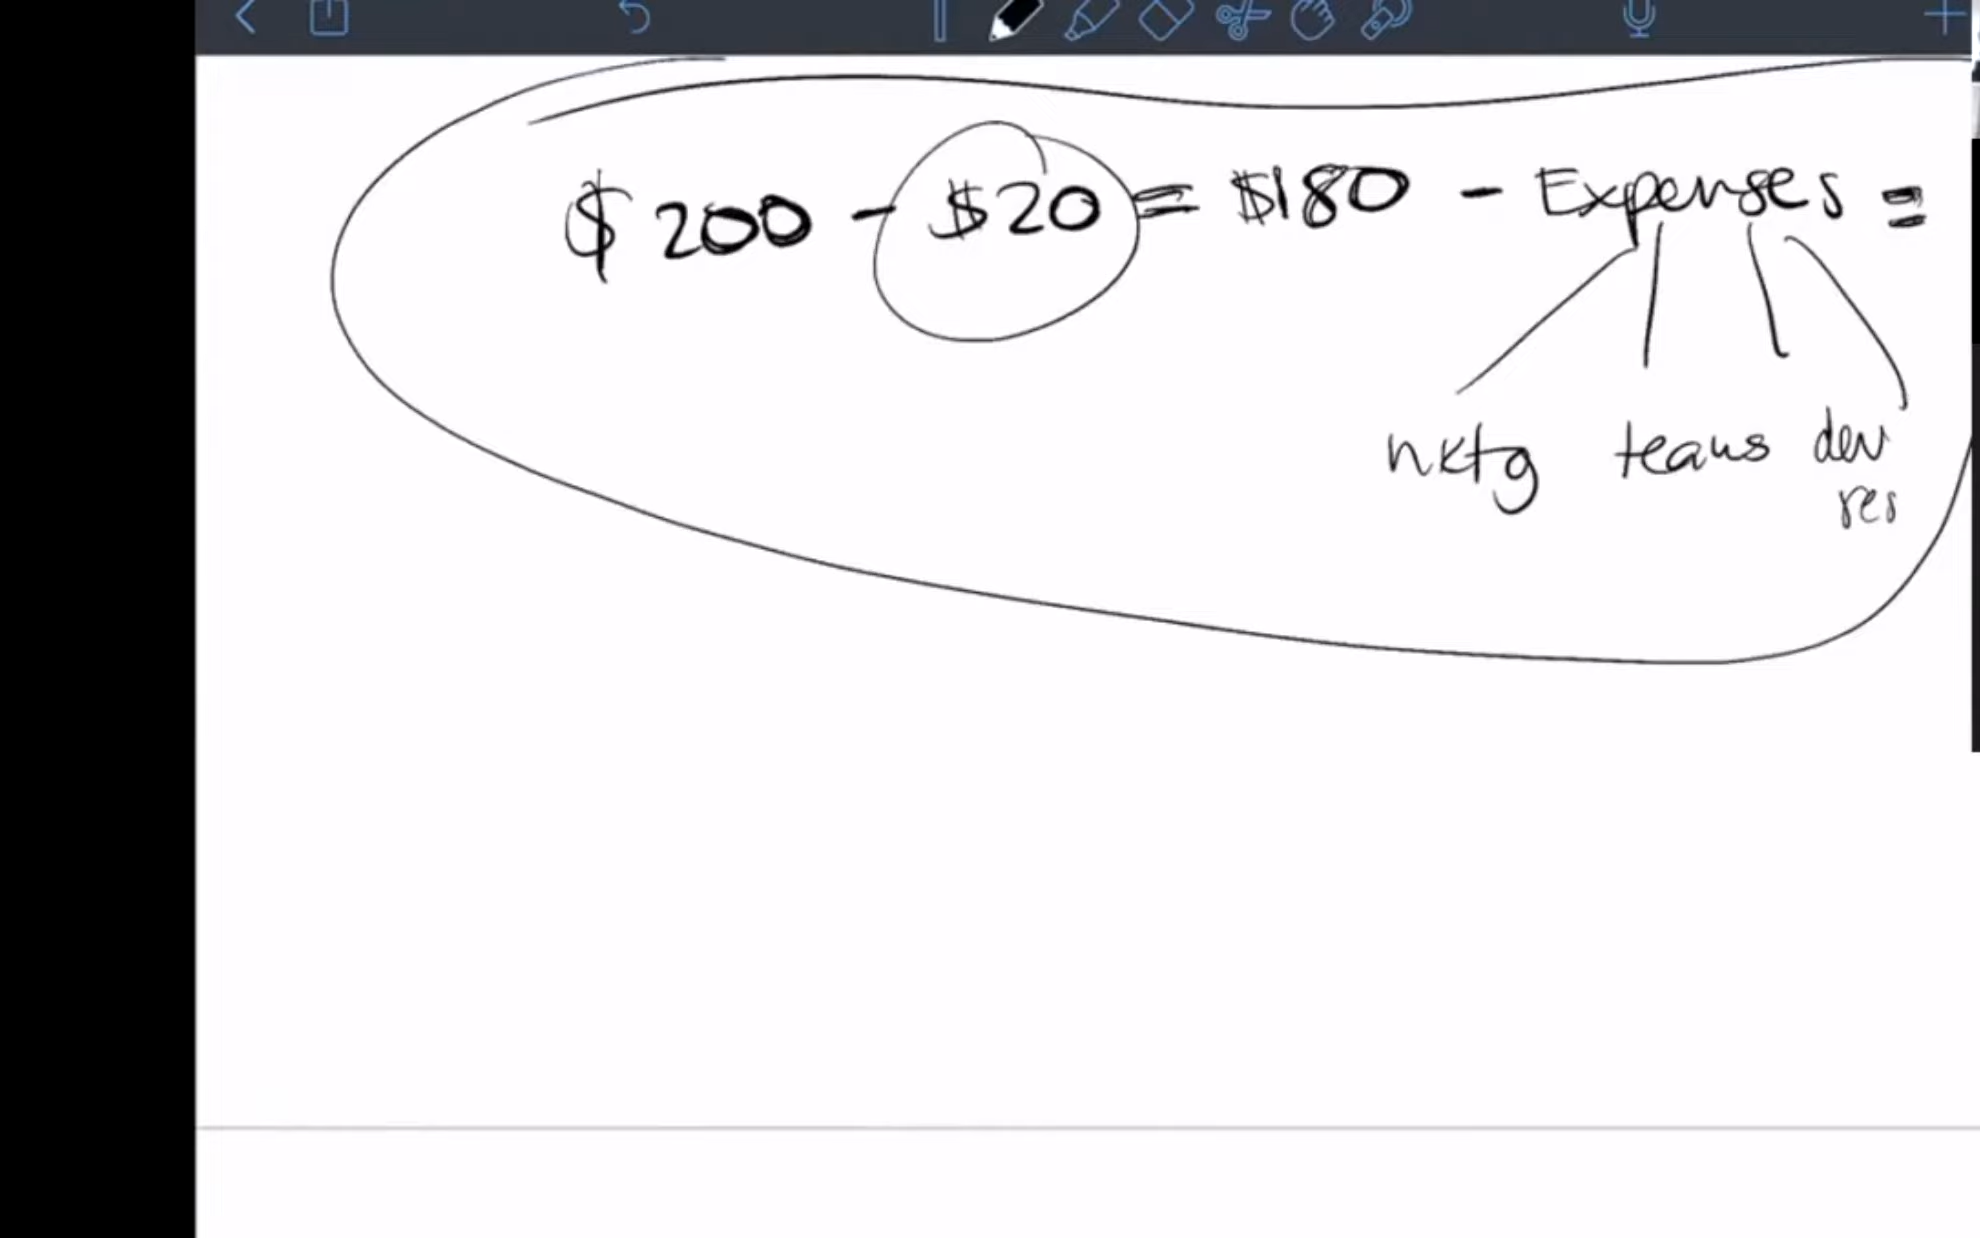 $200 - $20 = $180 - Expenses =
mktg teams dev
res